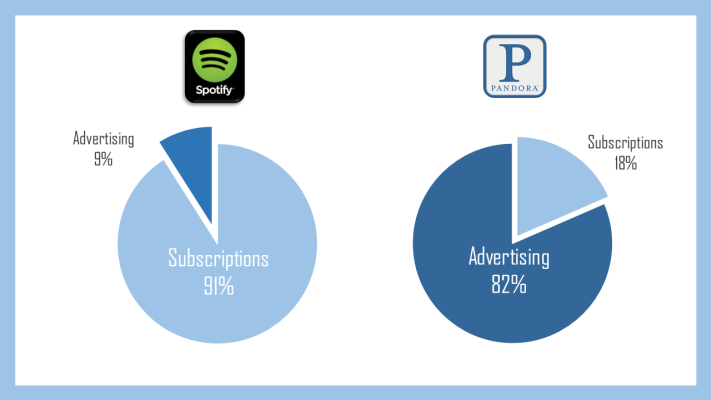 Spotify
P
PANDORA
Advertising
9%
Subscriptions
91%
Subscriptions
18%
Advertising
82%